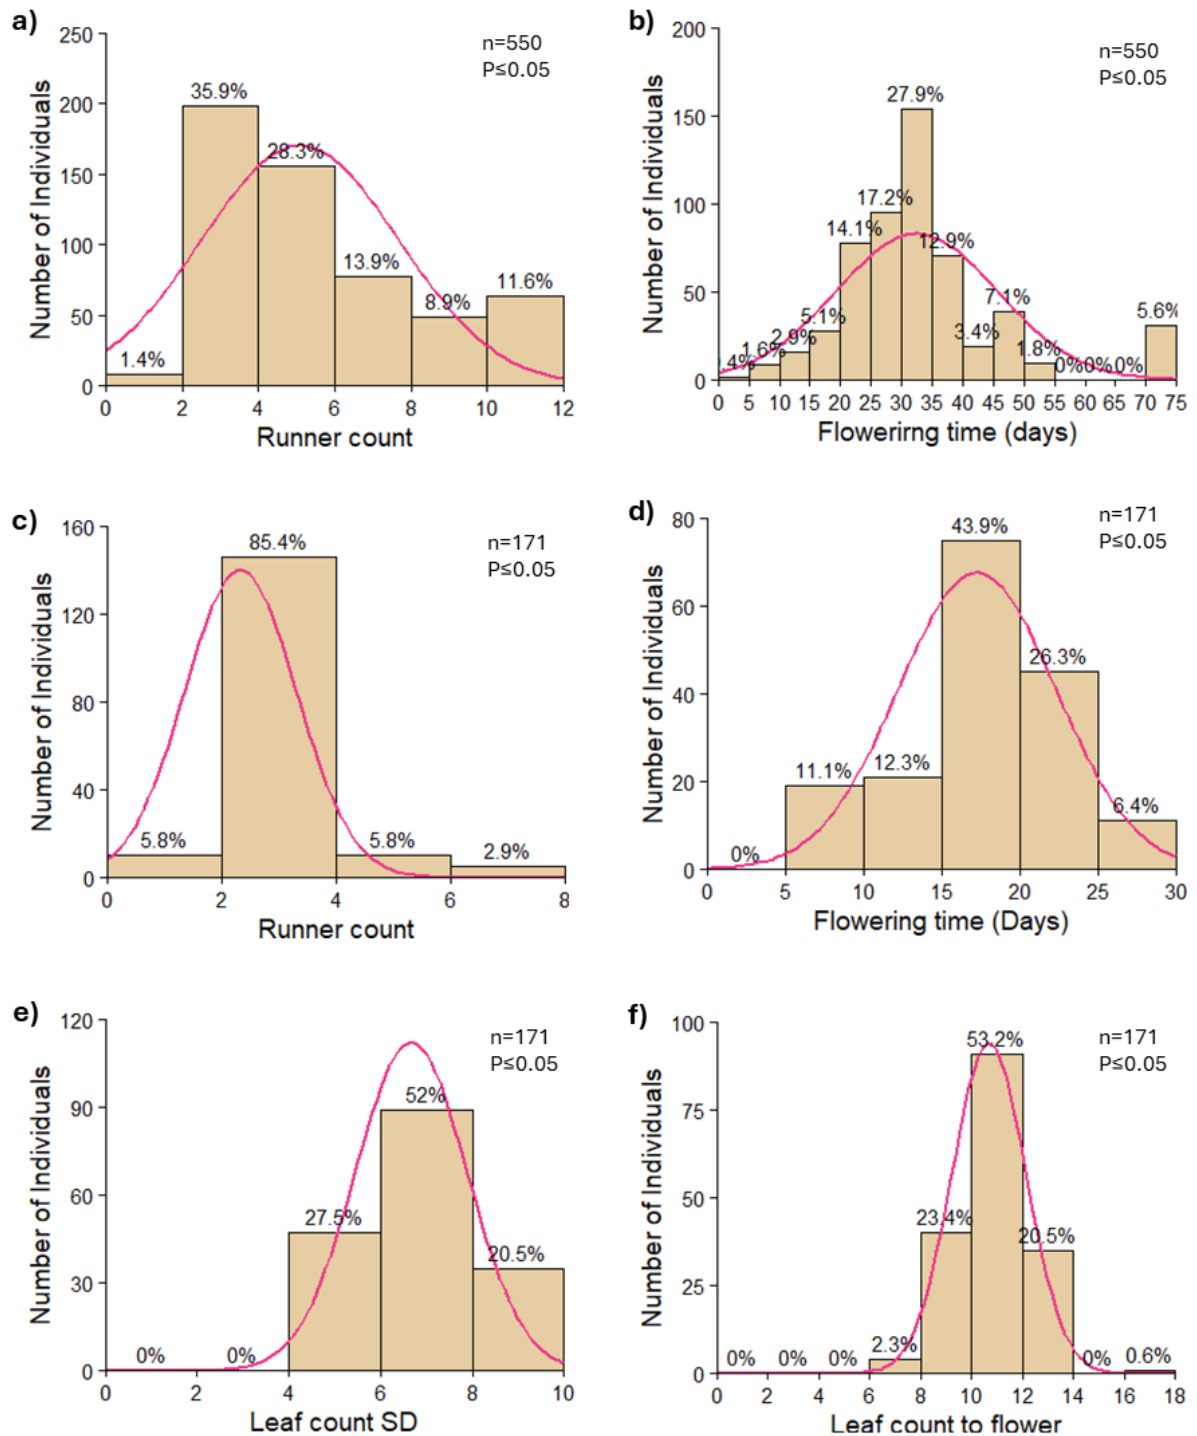 a)
n=550
P≤0.05
Number of Individuals
250
200
150
100
50
0
1.4%
35.9%
28.3%
13.9%
8.9%
11.6%
0 2 4 6 8 10 12
Runner count
b)
n=550
P≤0.05
Number of Individuals
200
150
100
50
0
.4%
1.6%
2.9%
5.1%
14.1%
17.2%
27.9%
12.9%
3.4%
7.1%
1.8%
0%
0%
0%
5.6%
0 5 10 15 20 25 30 35 40 45 50 55 60 65 70 75
Flowerirng time (days)
c)
n=171
P≤0.05
Number of Individuals
160
120
80
40
0
5.8%
85.4%
5.8%
2.9%
0 2 4 6 8
Runner count
d)
n=171
P≤0.05
Number of Individuals
80
60
40
20
0
0%
11.1%
12.3%
43.9%
26.3%
6.4%
0 5 10 15 20 25 30
Flowering time (Days)
e)
n=171
P≤0.05
Number of Individuals
120
90
60
30
0
0%
0%
27.5%
52%
20.5%
0 2 4 6 8 10
Leaf count SD
f)
n=171
P≤0.05
Number of Individuals
100
75
50
25
0
0%
0%
0%
2.3%
23.4%
53.2%
20.5%
0%
0.6%
0 2 4 6 8 10 12 14 16 18
Leaf count to flower